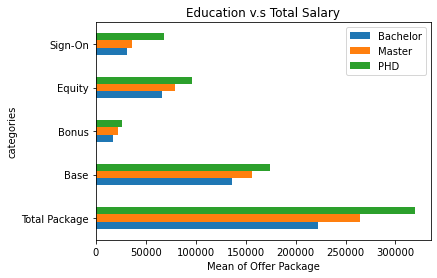 Education v.s Total Salary
Bachelor
Master
PHD
categories
Sign-On
Equity
Bonus
Base
Total Package
0 50000 100000 150000 200000 250000 300000
Mean of Offer Package